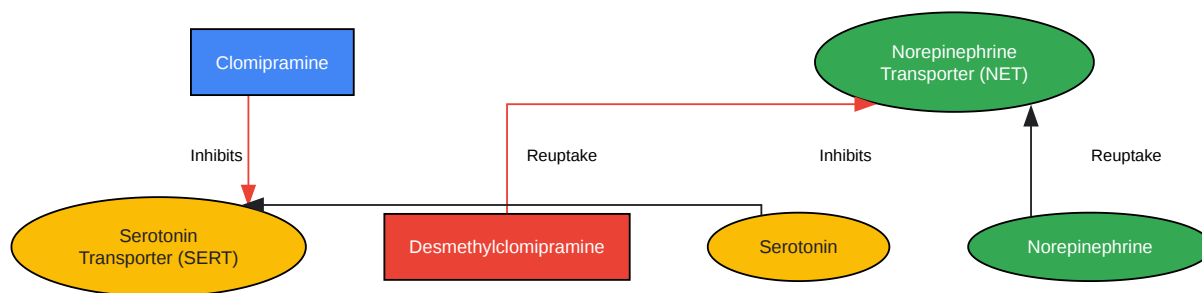 Clomipramine
Norepinephrine
Transporter (NET)
Inhibits
Reuptake
Inhibits
Reuptake
Serotonin
Transporter (SERT)
Desmethylclomipramine
Serotonin
Norepinephrine